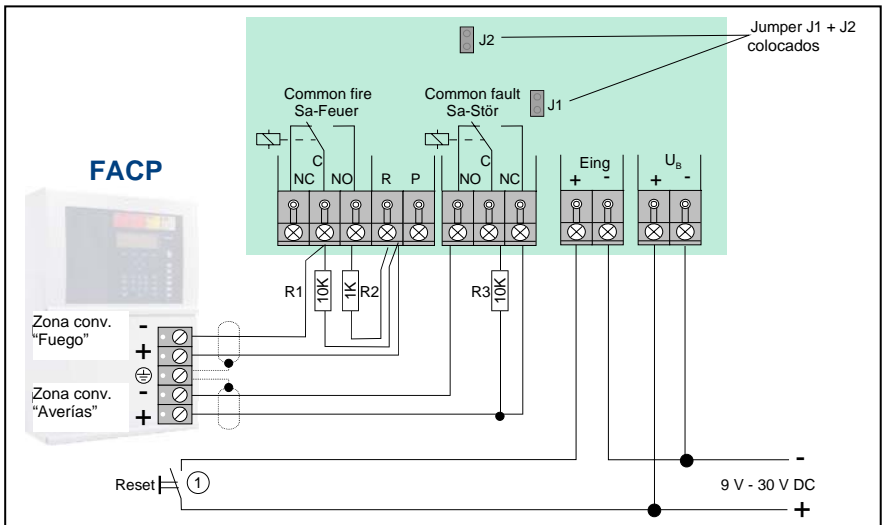 Jumper J1 + J2
colocados
J2
J1
Common fire
Sa-Feuer
Common fault
Sa-Stör
FACP
C
NC NO R P
C
NO NC
Eing
+ -
U_B
+ -
R1 10K 1K R2
R3 10K
Zona conv.
“Fuego”
-
+
Zona conv.
“Averías”
-
+
Reset 1
-
9 V - 30 V DC
+